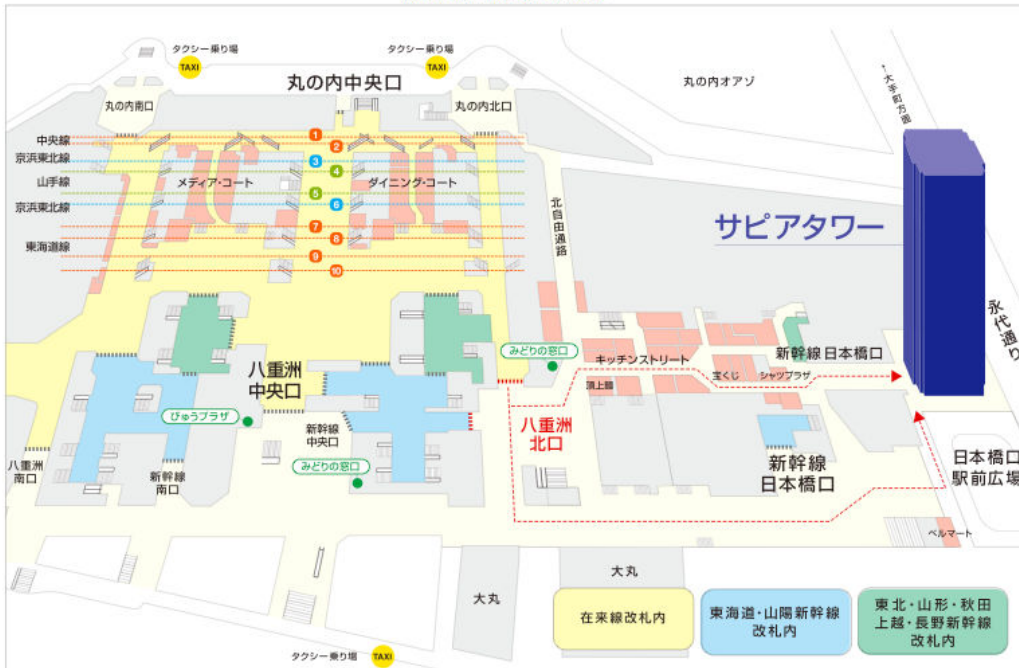 タクシー乗り場
TAXI
タクシー乗り場
TAXI
丸の内中央口
丸の内南口
丸の内北口
丸の内オアゾ
↑大手町方面
中央線
京浜東北線
山手線
京浜東北線
東海道線
1
2
3
4
5
6
7
8
9
10
メディア・コート
ダイニング・コート
北自由通路
サピアタワー
永代通り
みどりの窓口
キッチンストリート
新幹線日本橋口
頂上麺
宝くじ
シャツプラザ
八重洲
中央口
びゅうプラザ
新幹線
中央口
みどりの窓口
八重洲
北口
八重洲
南口
新幹線
南口
新幹線
日本橋口
日本橋口
駅前広場
ベルマート
大丸
大丸
タクシー乗り場
TAXI
在来線改札内
東海道・山陽新幹線
改札内
東北・山形・秋田
上越・長野新幹線
改札内